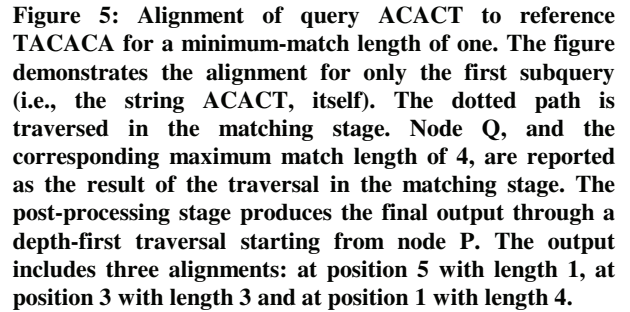 Figure 5: Alignment of query ACACT to reference
TACACA for a minimum-match length of one. The figure
demonstrates the alignment for only the first subquery
(i.e., the string ACACT, itself). The dotted path is
traversed in the matching stage. Node Q, and the
corresponding maximum match length of 4, are reported
as the result of the traversal in the matching stage. The
post-processing stage produces the final output through a
depth-first traversal starting from node P. The output
includes three alignments: at position 5 with length 1, at
position 3 with length 3 and at position 1 with length 4.